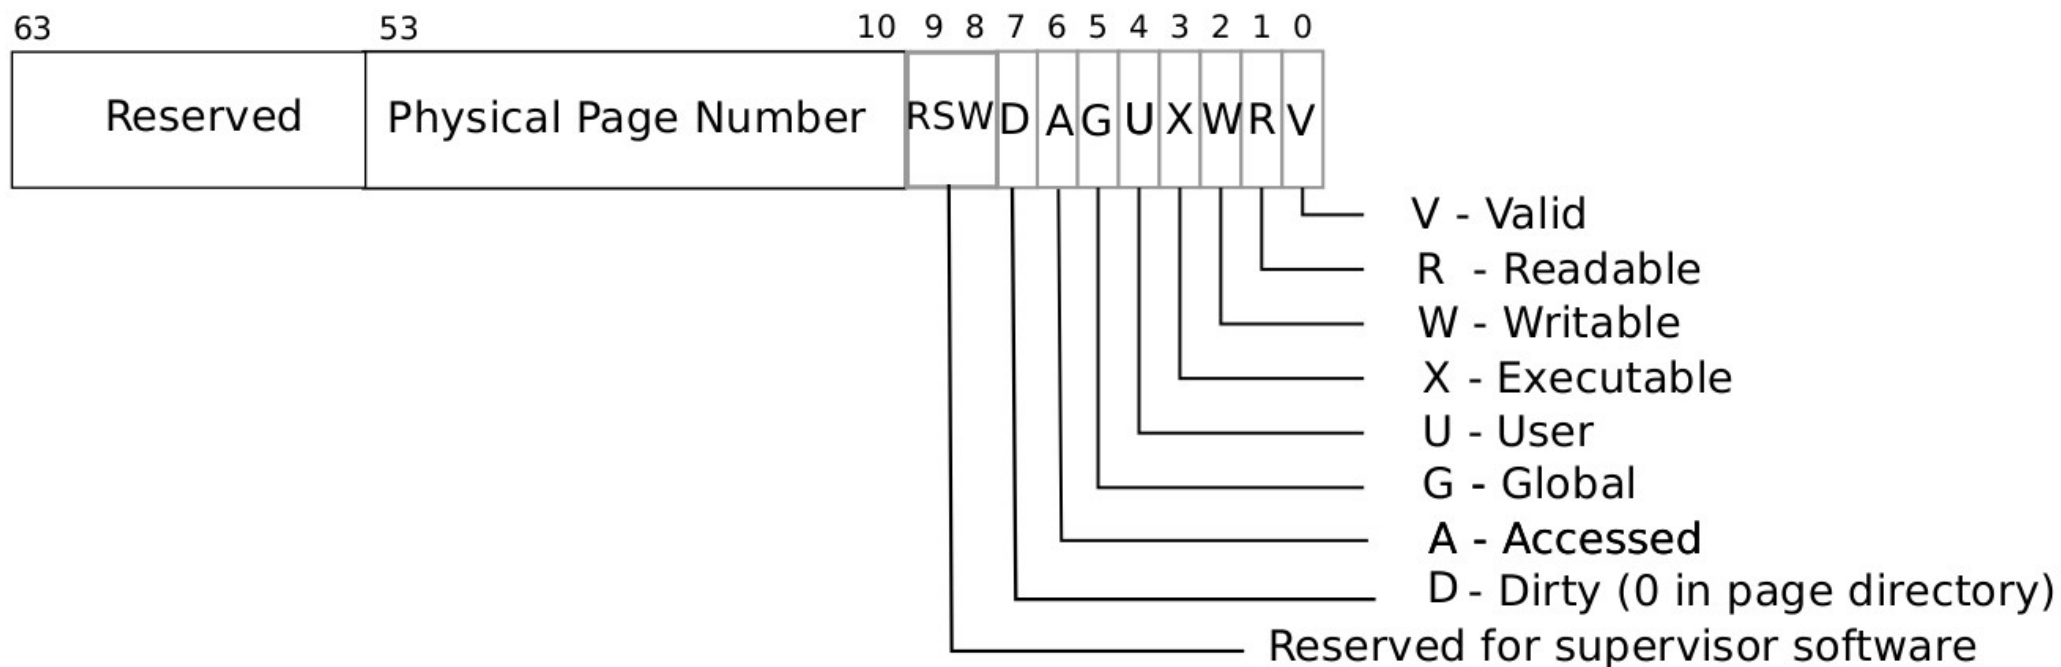 63 53 10 9 8 7 6 5 4 3 2 1 0
Reserved Physical Page Number RSW D A G U X W R V
V - Valid
R - Readable
W - Writable
X - Executable
U - User
G - Global
A - Accessed
D - Dirty (0 in page directory)
Reserved for supervisor software